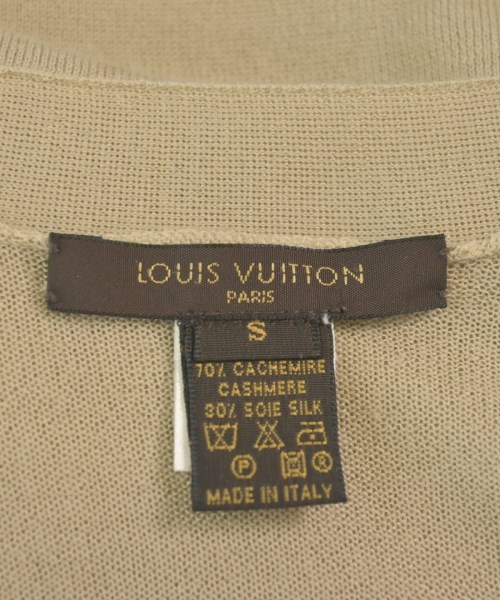 LOUIS VUITTON
PARIS
S
70% CACHEMIRE
CASHMERE
30% SOIE SILK
P
R
MADE IN ITALY